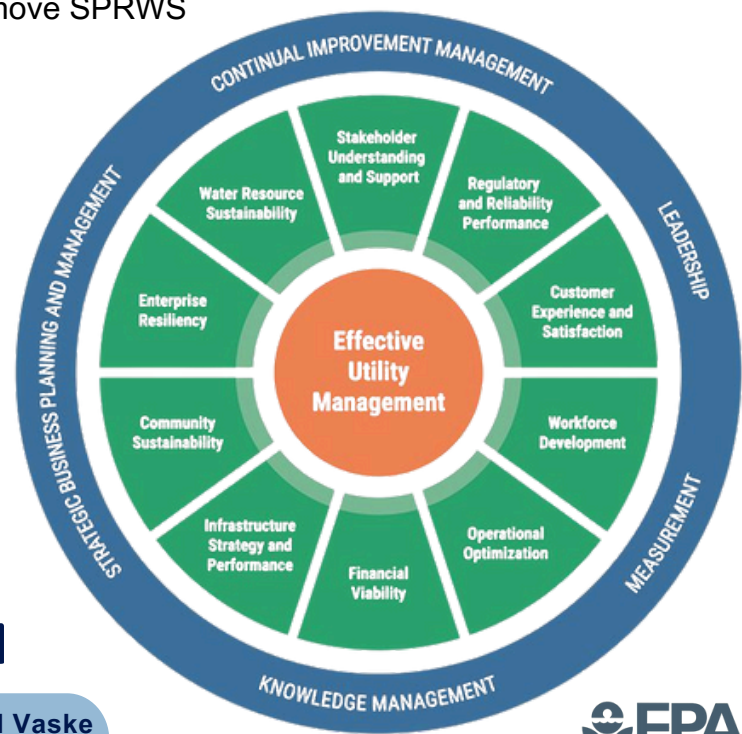 move SPRWS
CONTINUAL IMPROVEMENT MANAGEMENT
LEADERSHIP
MEASUREMENT
KNOWLEDGE MANAGEMENT
STRATEGIC BUSINESS PLANNING AND MANAGEMENT
Stakeholder
Understanding
and Support
Regulatory
and Reliability
Performance
Customer
Experience and
Satisfaction
Workforce
Development
Operational
Optimization
Financial
Viability
Infrastructure
Strategy and
Performance
Community
Sustainability
Enterprise
Resiliency
Water Resource
Sustainability
Effective
Utility
Management
Vaske
EPA